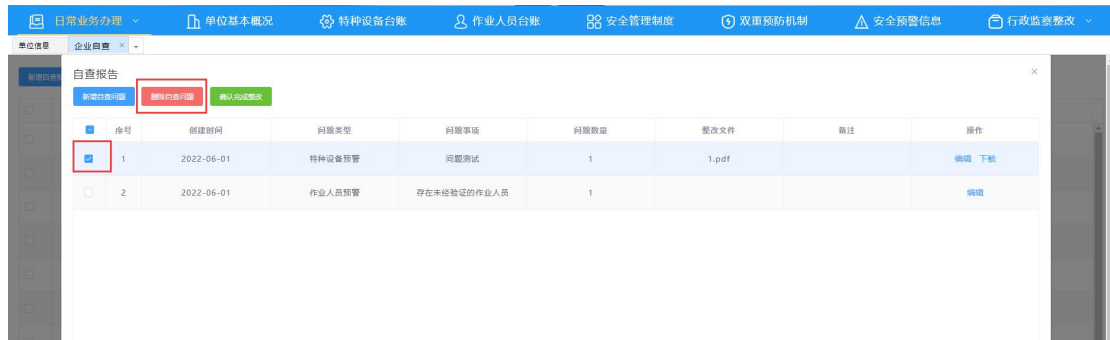 日常业务办理 单位基本概况 特种设备台账 作业人员台账 安全管理制度 双重预防机制 安全预警信息 行政监察整改
单位信息 企业自查 ×
自查报告 ×
新增自查问题 删除自查问题 确认完成整改
序号 创建时间 问题类型 问题事项 问题数量 整改文件 备注 操作
1 2022-06-01 特种设备预警 问题测试 1 1.pdf 编辑 下载
2 2022-06-01 作业人员预警 存在未经验证的作业人员 1 编辑